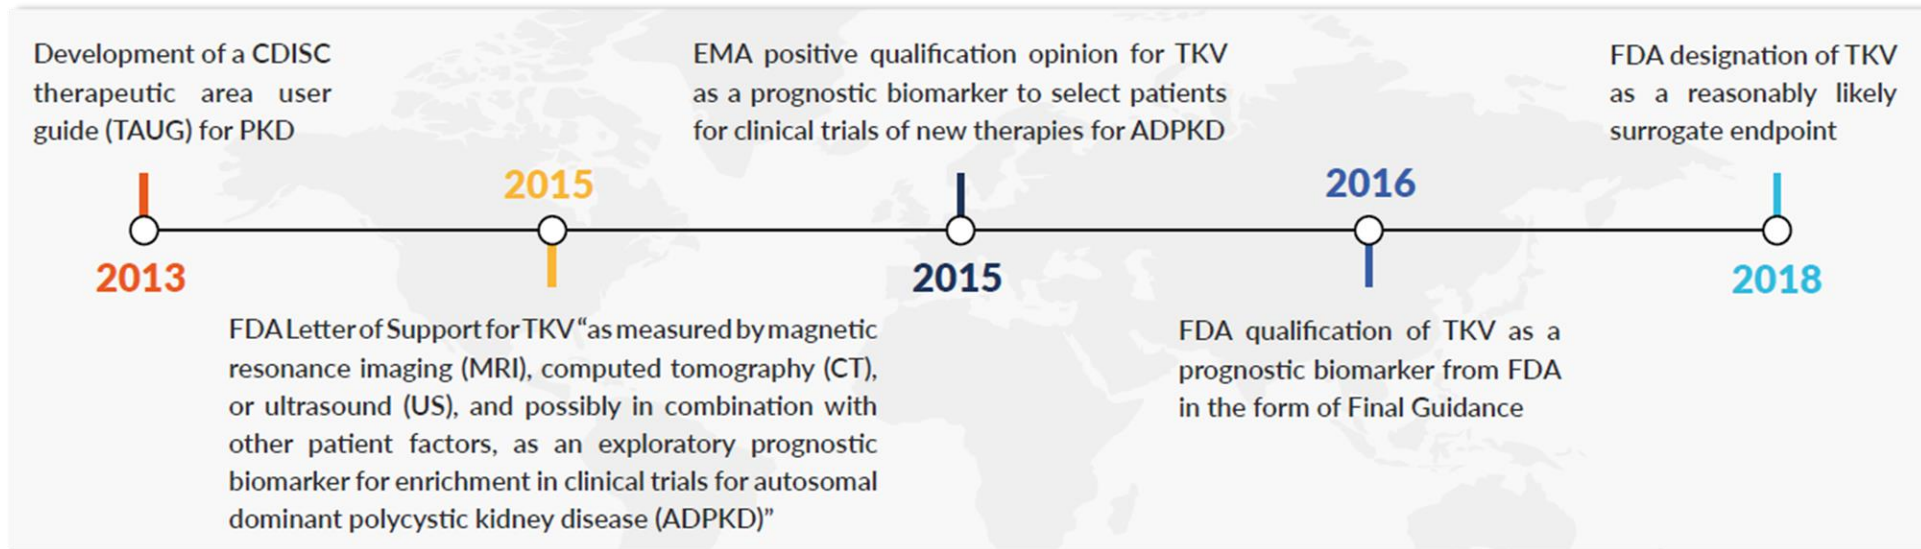 Development of a CDISC
therapeutic area user
guide (TAUG) for PKD
2013
2015
FDA Letter of Support for TKV “as measured by magnetic
resonance imaging (MRI), computed tomography (CT),
or ultrasound (US), and possibly in combination with
other patient factors, as an exploratory prognostic
biomarker for enrichment in clinical trials for autosomal
dominant polycystic kidney disease (ADPKD)”
EMA positive qualification opinion for TKV
as a prognostic biomarker to select patients
for clinical trials of new therapies for ADPKD
2015
2016
FDA qualification of TKV as a
prognostic biomarker from FDA
in the form of Final Guidance
FDA designation of TKV
as a reasonably likely
surrogate endpoint
2018